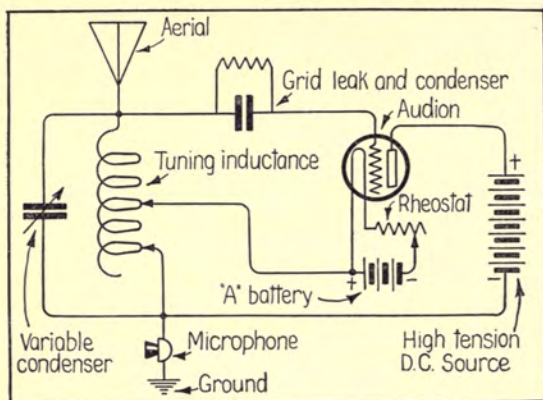 Aerial
Grid leak and condenser
Audion
Tuning inductance
+
Rheostat
"A" battery
+
-
-
Variable
condenser
Microphone
High tension
D.C. Source
Ground